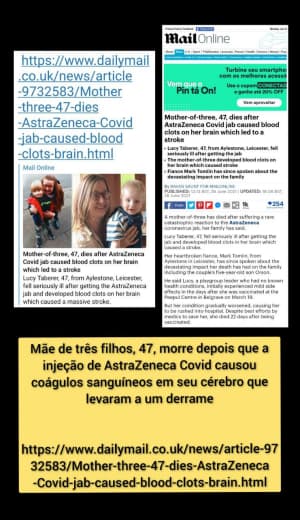 https://www.dailymail
.co.uk/news/article
-9732583/Mother
-three-47-dies
-AstraZeneca-Covid
-jab-caused-blood
-clots-brain.html
Mail Online
Mother-of-three, 47, dies after
AstraZeneca Covid jab caused blood
clots on her brain which led to a
stroke
Lucy Taberer, 47, from Aylestone, Leicester,
fell seriously ill after getting the AstraZeneca
jab and developed blood clots on her brain
which caused a massive stroke.
MailOnline
Turbine seu smartphone
com os melhores acessórios
Vem que o
Pin tá On!
Use o cupom CONNECTADO
e ganhe até 20% OFF
Vem aproveitar
Mother-of-three, 47, dies after
AstraZeneca Covid jab caused blood
clots on her brain which led to a
stroke
• Lucy Taberer, 47, from Aylestone, Leicester, fell
seriously ill after getting the jab
• The mother-of-three developed blood clots on
her brain which caused stroke
• Fiance Mark Tomlin has since spoken about the
devastating impact on the family
254
A mother-of-three has died after suffering a rare
catastrophic reaction to the AstraZeneca
coronavirus jab, her family has said.
Lucy Taberer, 47, fell seriously ill after getting the
jab and developed blood clots on her brain which
caused a massive stroke.
Her heartbroken fiance, Mark Tomlin, from
Aylestone in Leicester, has since spoken about the
devastating impact her death has had on the family
including the couple's five-year-old son Orson.
He said Lucy, a playgroup leader who had no known
health conditions, initially experienced mild side
effects in the days after she was vaccinated at the
Peepul Centre in Belgrave on March
But her condition gradually worsened, causing her
to be rushed to hospital. Despite best efforts by
medics to save her, she died 22 days after being
vaccinated.
Mãe de três filhos, 47, morre depois que a
injeção de AstraZeneca Covid causou
coágulos sanguíneos em seu cérebro que
levaram a um derrame
https://www.dailymail.co.uk/news/article-97
32583/Mother-three-47-dies-AstraZeneca
-Covid-jab-caused-blood-clots-brain.html